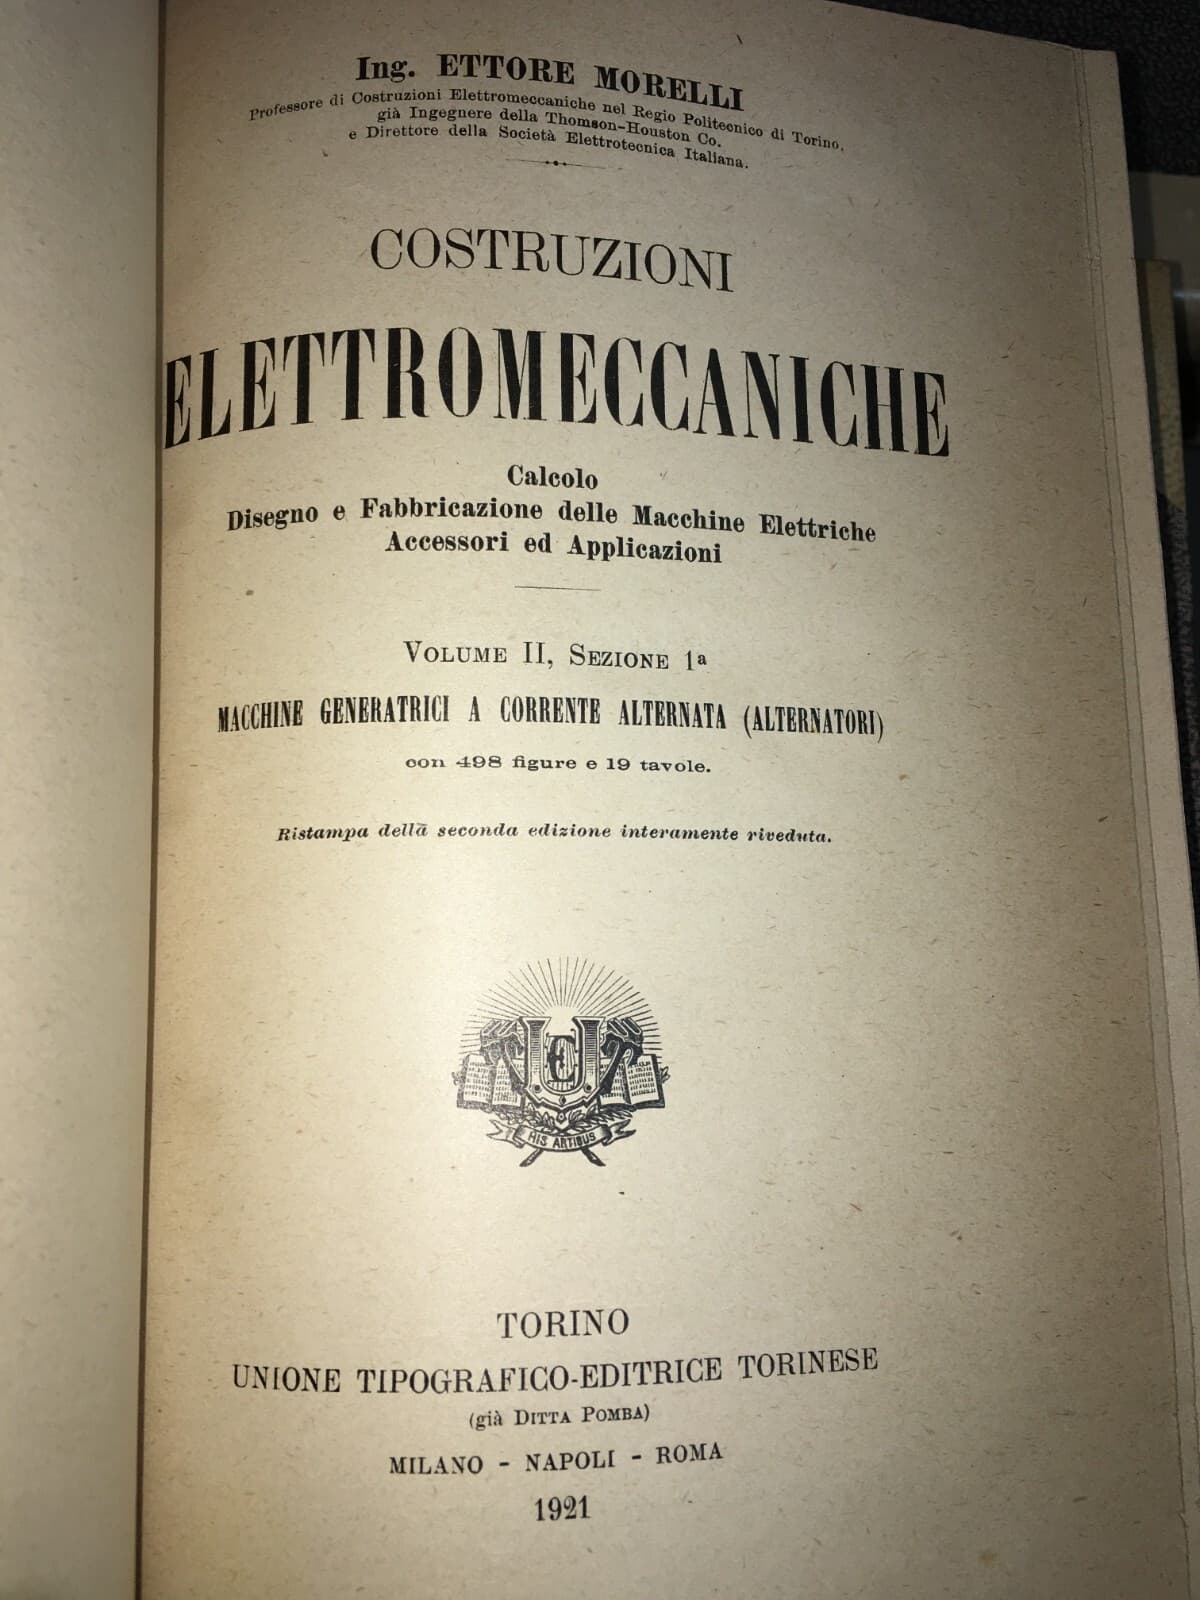 Ing. ETTORE MORELLI
Professore di Costruzioni Elettromeccaniche nel Regio Politecnico di Torino,
già Ingegnere della Thomson-Houston Co.
e Direttore della Società Elettrotecnica Italiana.
COSTRUZIONI
ELETTROMECCANICHE
Calcolo
Disegno e Fabbricazione delle Macchine Elettriche
Accessori ed Applicazioni
VOLUME II, SEZIONE 1ª
MACCHINE GENERATRICI A CORRENTE ALTERNATA (ALTERNATORI)
con 498 figure e 19 tavole.
Ristampa della seconda edizione interamente riveduta.
HIS ARTIBUS
TORINO
UNIONE TIPOGRAFICO-EDITRICE TORINESE
(già DITTA POMBA)
MILANO - NAPOLI - ROMA
1921